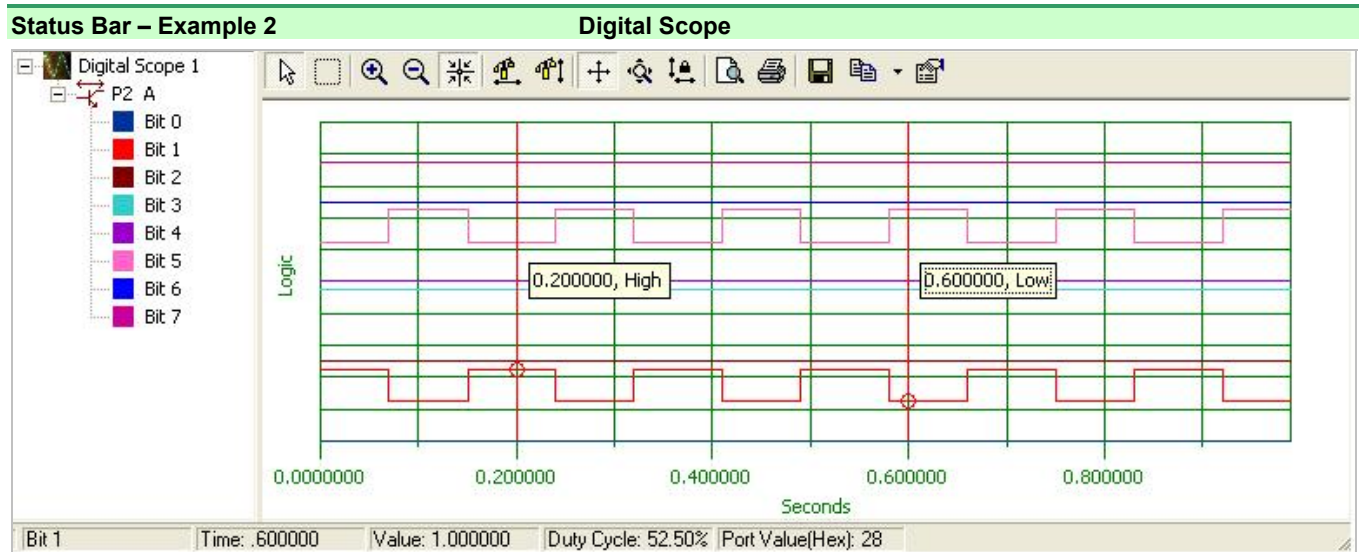 Status Bar – Example 2 Digital Scope
Digital Scope 1
P2 A
Bit 0
Bit 1
Bit 2
Bit 3
Bit 4
Bit 5
Bit 6
Bit 7
Logic
0.200000, High
0.600000, Low
0.0000000 0.200000 0.400000 0.600000 0.800000
Seconds
Bit 1 Time: .600000 Value: 1.000000 Duty Cycle: 52.50% Port Value(Hex): 28